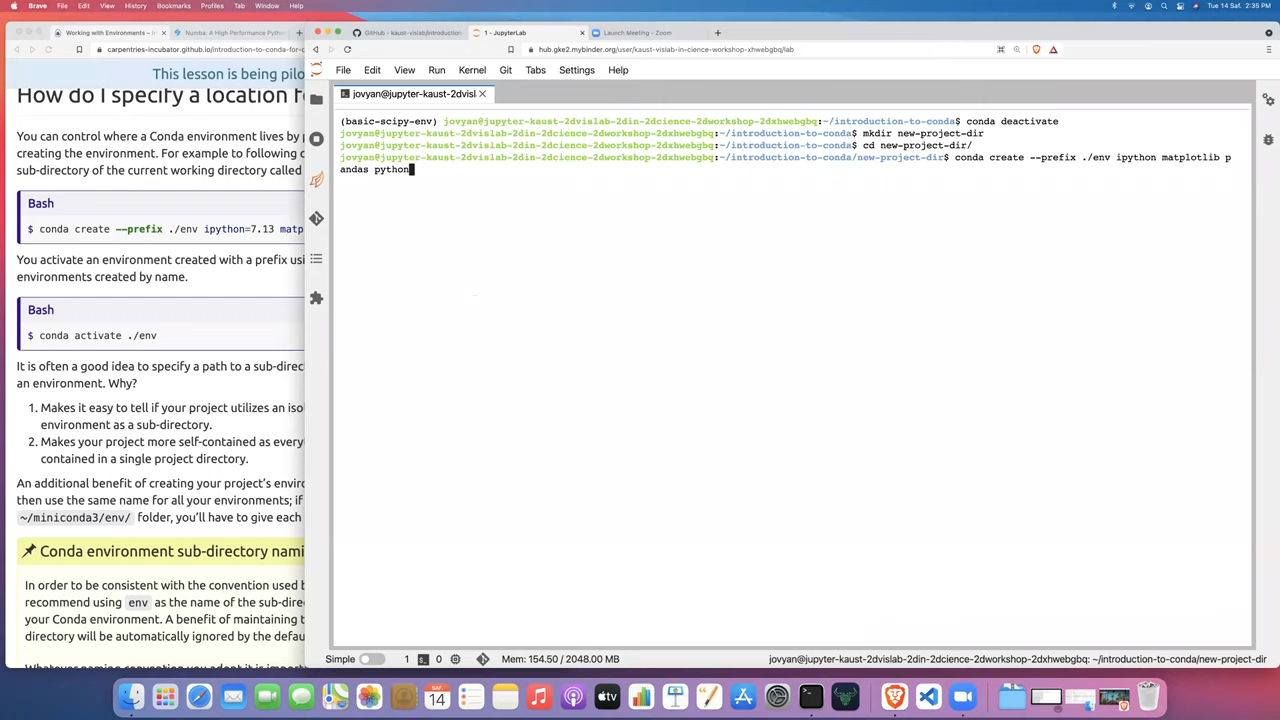 Brave File Edit View History Bookmarks Profiles Tab Window Help
Tue 14 Saf. 2:35 PM
Working with Environments –
Numba: A High Performance Pyth
carpentries-incubator.github.io/introduction-to-conda-for-d
This lesson is being pilo
How do I specify a location fo
You can control where a Conda environment lives by p
creating the environment. For example to following c
sub-directory of the current working directory called
Bash
$ conda create --prefix ./env ipython=7.13 matp
You activate an environment created with a prefix usi
environments created by name.
Bash
$ conda activate ./env
It is often a good idea to specify a path to a sub-direc
an environment. Why?
1. Makes it easy to tell if your project utilizes an iso
environment as a sub-directory.
2. Makes your project more self-contained as every
contained in a single project directory.
An additional benefit of creating your project's enviro
then use the same name for all your environments; if
~/miniconda3/env/ folder, you'll have to give each
Conda environment sub-directory nami
In order to be consistent with the convention used b
recommend using env as the name of the sub-dire
your Conda environment. A benefit of maintaining t
directory will be automatically ignored by the defau
Whatever naming convention you adopt it is import
GitHub - kaust-vislab/introduction-
1 - JupyterLab
Launch Meeting - Zoom
hub.gke2.mybinder.org/user/kaust-vislab-in-cience-workshop-xhwebgbq/lab
File Edit View Run Kernel Git Tabs Settings Help
jovyan@jupyter-kaust-2dvisl
(basic-scipy-env) jovyan@jupyter-kaust-2dvislab-2din-2dcience-2dworkshop-2dxhwebgbq:~/introduction-to-conda$ conda deactivate
jovyan@jupyter-kaust-2dvislab-2din-2dcience-2dworkshop-2dxhwebgbq:~/introduction-to-conda$ mkdir new-project-dir
jovyan@jupyter-kaust-2dvislab-2din-2dcience-2dworkshop-2dxhwebgbq:~/introduction-to-conda$ cd new-project-dir/
jovyan@jupyter-kaust-2dvislab-2din-2dcience-2dworkshop-2dxhwebgbq:~/introduction-to-conda/new-project-dir$ conda create --prefix ./env ipython matplotlib p
andas python
Simple 1 0 Mem: 154.50 / 2048.00 MB
jovyan@jupyter-kaust-2dvislab-2din-2dcience-2dworkshop-2dxhwebgbq: ~/introduction-to-conda/new-project-dir
SAF.
14
tv